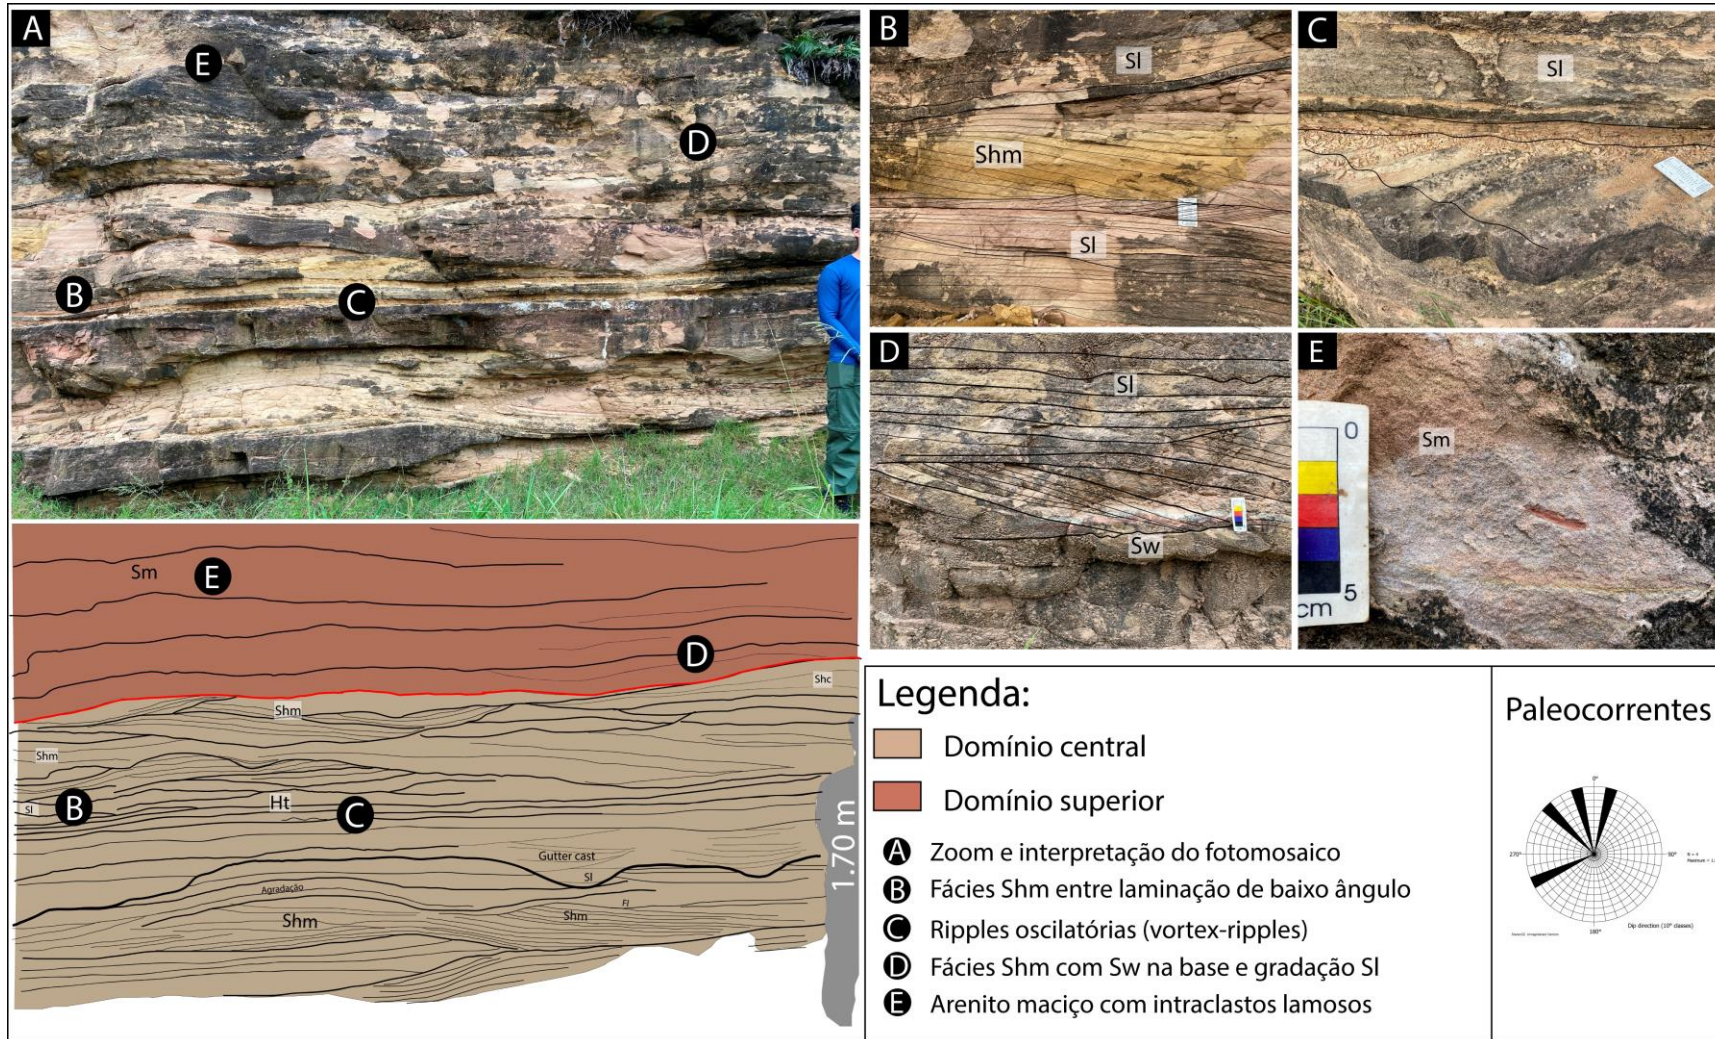 A
E
D
B
C
B
Sl
Shm
Sl
C
Sl
D
Sl
Sw
E
Sm
0
5
cm
Sm
E
D
Shc
Shm
Shm
Sl
B
Ht
C
Gutter cast
Sl
Agradação
Fl
Shm
Shm
1.70 m
Legenda:
Domínio central
Domínio superior
A Zoom e interpretação do fotomosaico
B Fácies Shm entre laminação de baixo ângulo
C Ripples oscilatórias (vortex-ripples)
D Fácies Shm com Sw na base e gradação Sl
E Arenito maciço com intraclastos lamosos
Paleocorrentes
0°
270°
90°
180°
N = 4
Dip direction (10° classes)